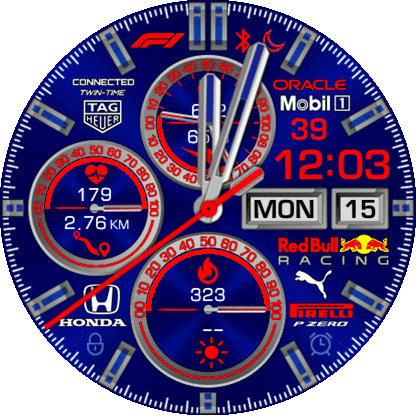 F1
CONNECTED
TWIN-TIME
TAG
HEUER
ORACLE
Mobil 1
39
12:03
MON 15
179
2.76 KM
Red Bull
RACING
323
--
HONDA
PIRELLI
P ZERO